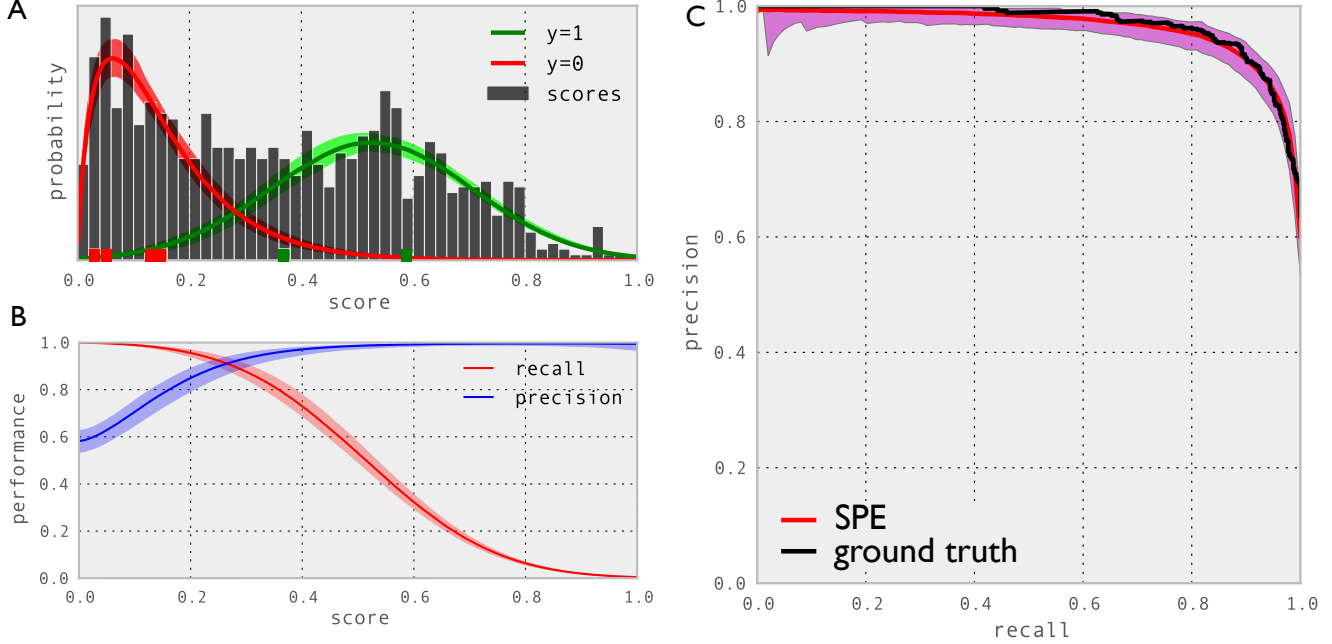 A
probability
y=1
y=0
scores
0.0 0.2 0.4 0.6 0.8 1.0
score
B
performance
1.0
0.8
0.6
0.4
0.2
0.0
recall
precision
0.0 0.2 0.4 0.6 0.8 1.0
score
C
precision
1.0
0.8
0.6
0.4
0.2
0.0
SPE
ground truth
0.0 0.2 0.4 0.6 0.8 1.0
recall